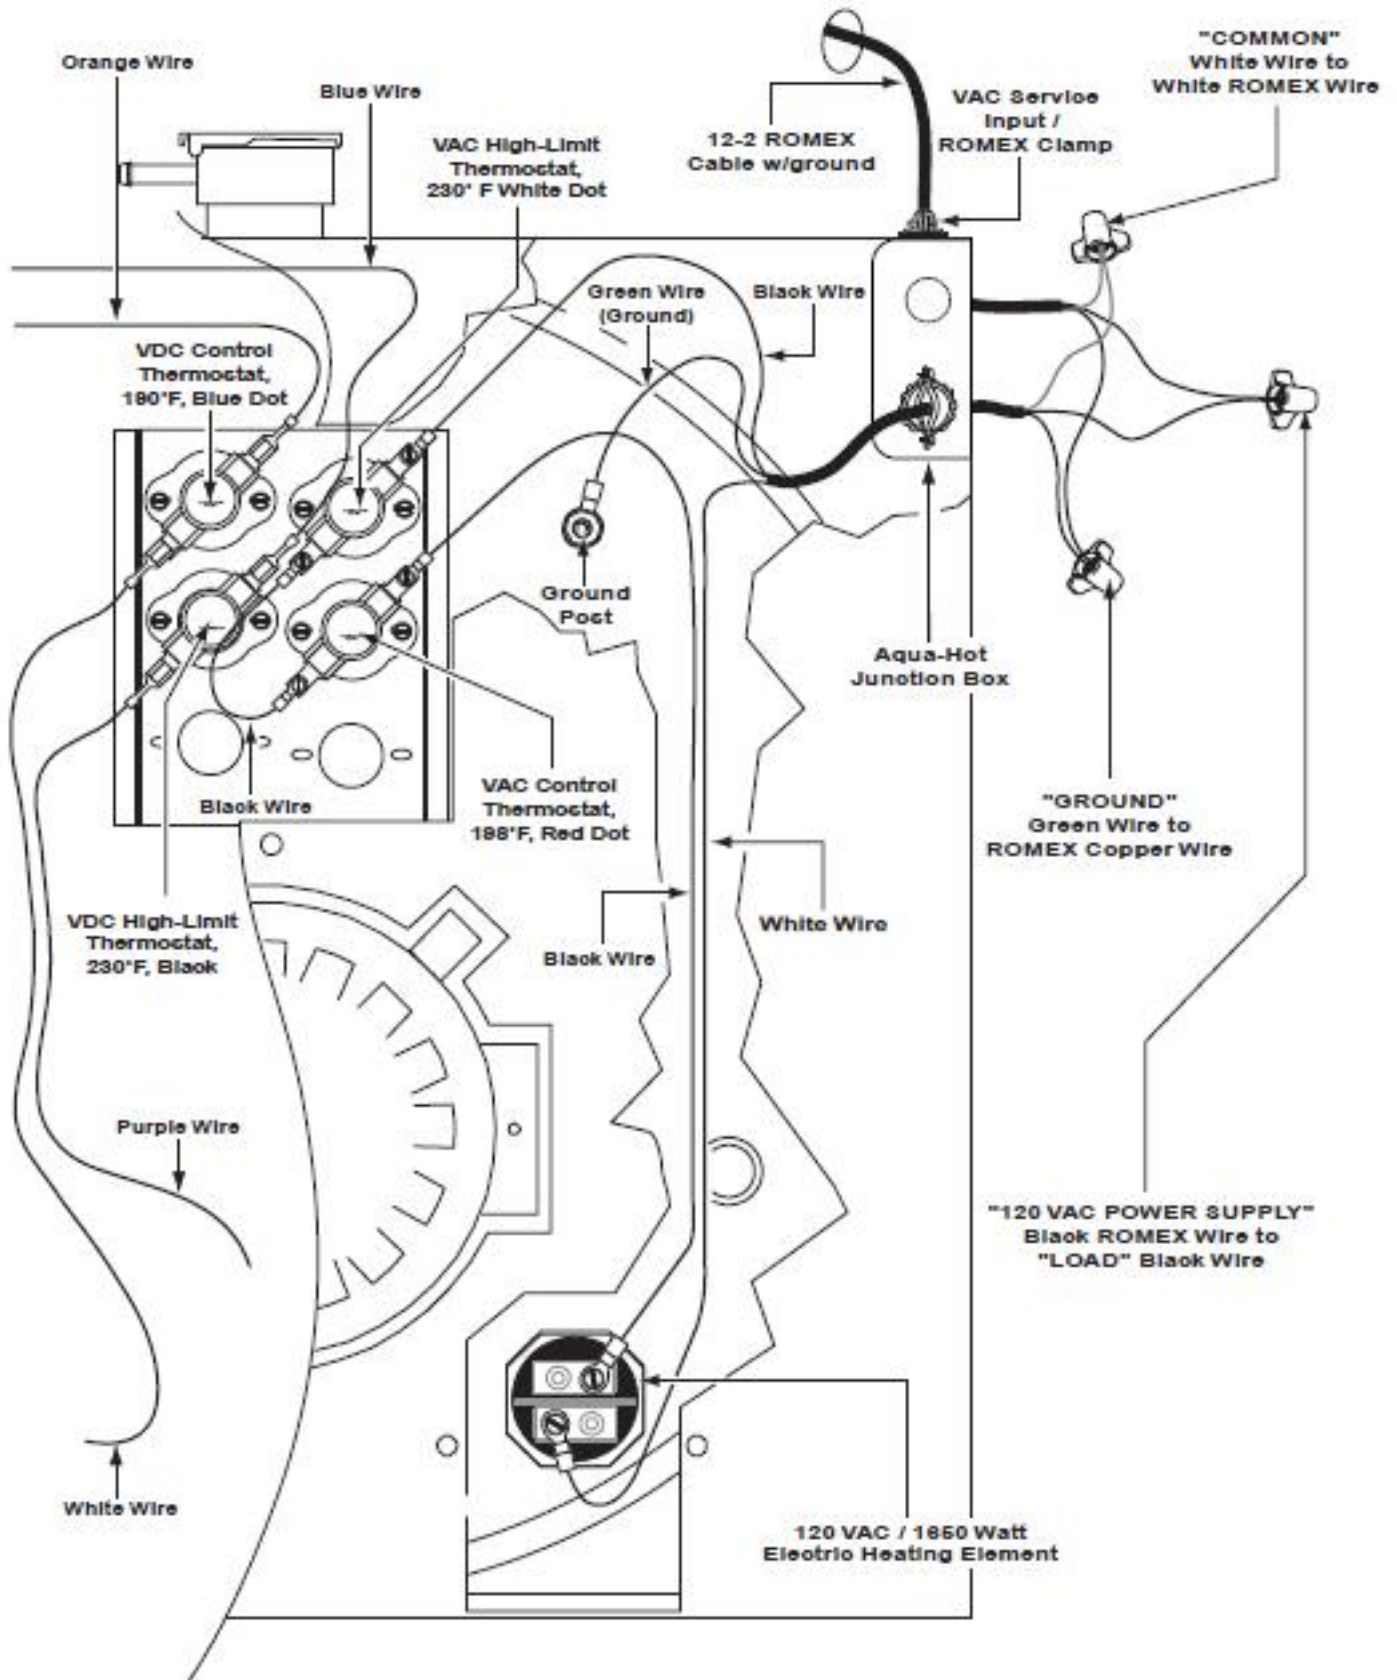 Orange Wire
Blue Wire
VAC High-Limit
Thermostat,
230° F White Dot
12-2 ROMEX
Cable w/ground
VAC Service
Input /
ROMEX Clamp
"COMMON"
White Wire to
White ROMEX Wire
Green Wire
(Ground)
Black Wire
VDC Control
Thermostat,
190°F, Blue Dot
Ground
Post
Aqua-Hot
Junction Box
Black Wire
VAC Control
Thermostat,
198°F, Red Dot
"GROUND"
Green Wire to
ROMEX Copper Wire
VDC High-Limit
Thermostat,
230°F, Black
Black Wire
White Wire
Purple Wire
"120 VAC POWER SUPPLY"
Black ROMEX Wire to
"LOAD" Black Wire
White Wire
120 VAC / 1650 Watt
Electric Heating Element